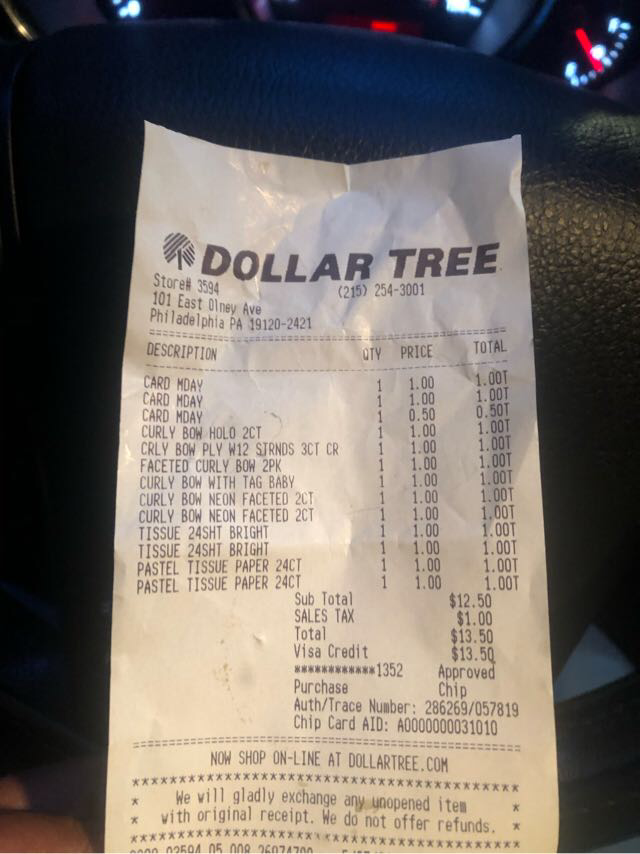 DOLLAR TREE
Store# 3594 (215) 254-3001
101 East Olney Ave
Philadelphia PA 19120-2421
DESCRIPTION QTY PRICE TOTAL
CARD MDAY 1 1.00 1.00T
CARD MDAY 1 1.00 1.00T
CARD MDAY 1 0.50 0.50T
CURLY BOW HOLO 2CT 1 1.00 1.00T
CRLY BOW PLY W12 STRNDS 3CT CR 1 1.00 1.00T
FACETED CURLY BOW 2PK 1 1.00 1.00T
CURLY BOW WITH TAG BABY 1 1.00 1.00T
CURLY BOW NEON FACETED 2CT 1 1.00 1.00T
CURLY BOW NEON FACETED 2CT 1 1.00 1.00T
TISSUE 24SHT BRIGHT 1 1.00 1.00T
TISSUE 24SHT BRIGHT 1 1.00 1.00T
PASTEL TISSUE PAPER 24CT 1 1.00 1.00T
PASTEL TISSUE PAPER 24CT 1 1.00 1.00T
Sub Total $12.50
SALES TAX $1.00
Total $13.50
Visa Credit $13.50
************1352 Approved
Purchase Chip
Auth/Trace Number: 286269/057819
Chip Card AID: A0000000031010
NOW SHOP ON-LINE AT DOLLARTREE.COM
* We will gladly exchange any unopened item *
* with original receipt. We do not offer refunds. *